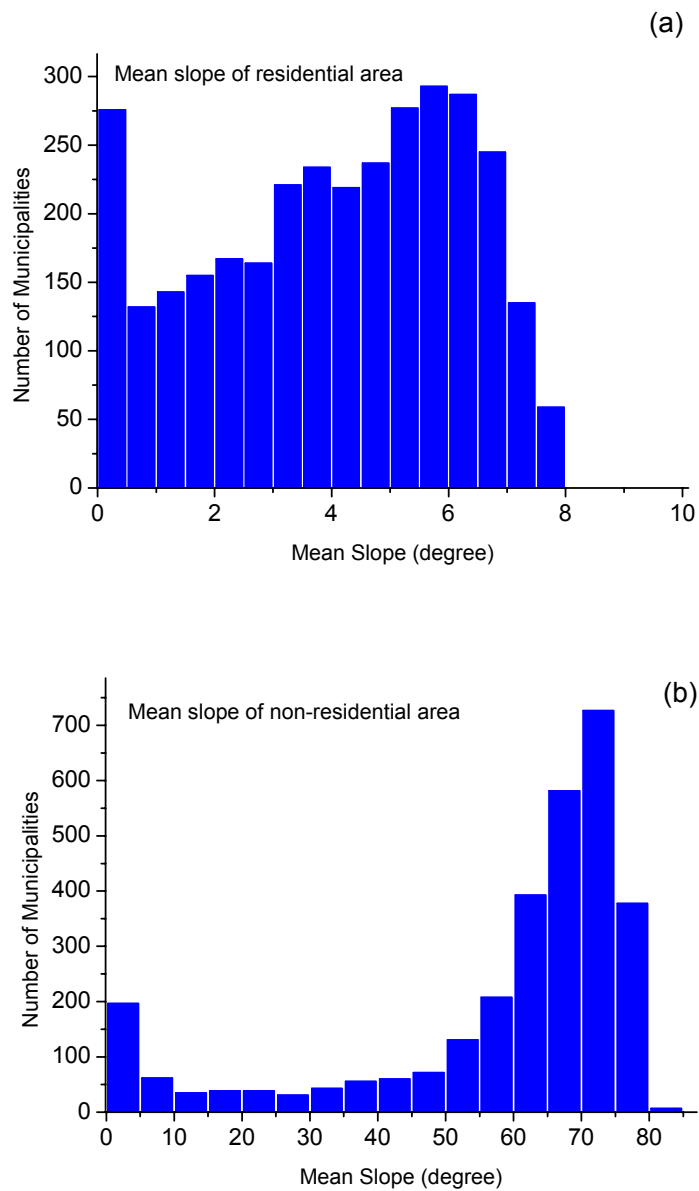 (a)
Mean slope of residential area
Number of Municipalities
300
250
200
150
100
50
0
0 2 4 6 8 10
Mean Slope (degree)
(b)
Mean slope of non-residential area
Number of Municipalities
700
600
500
400
300
200
100
0
0 10 20 30 40 50 60 70 80
Mean Slope (degree)